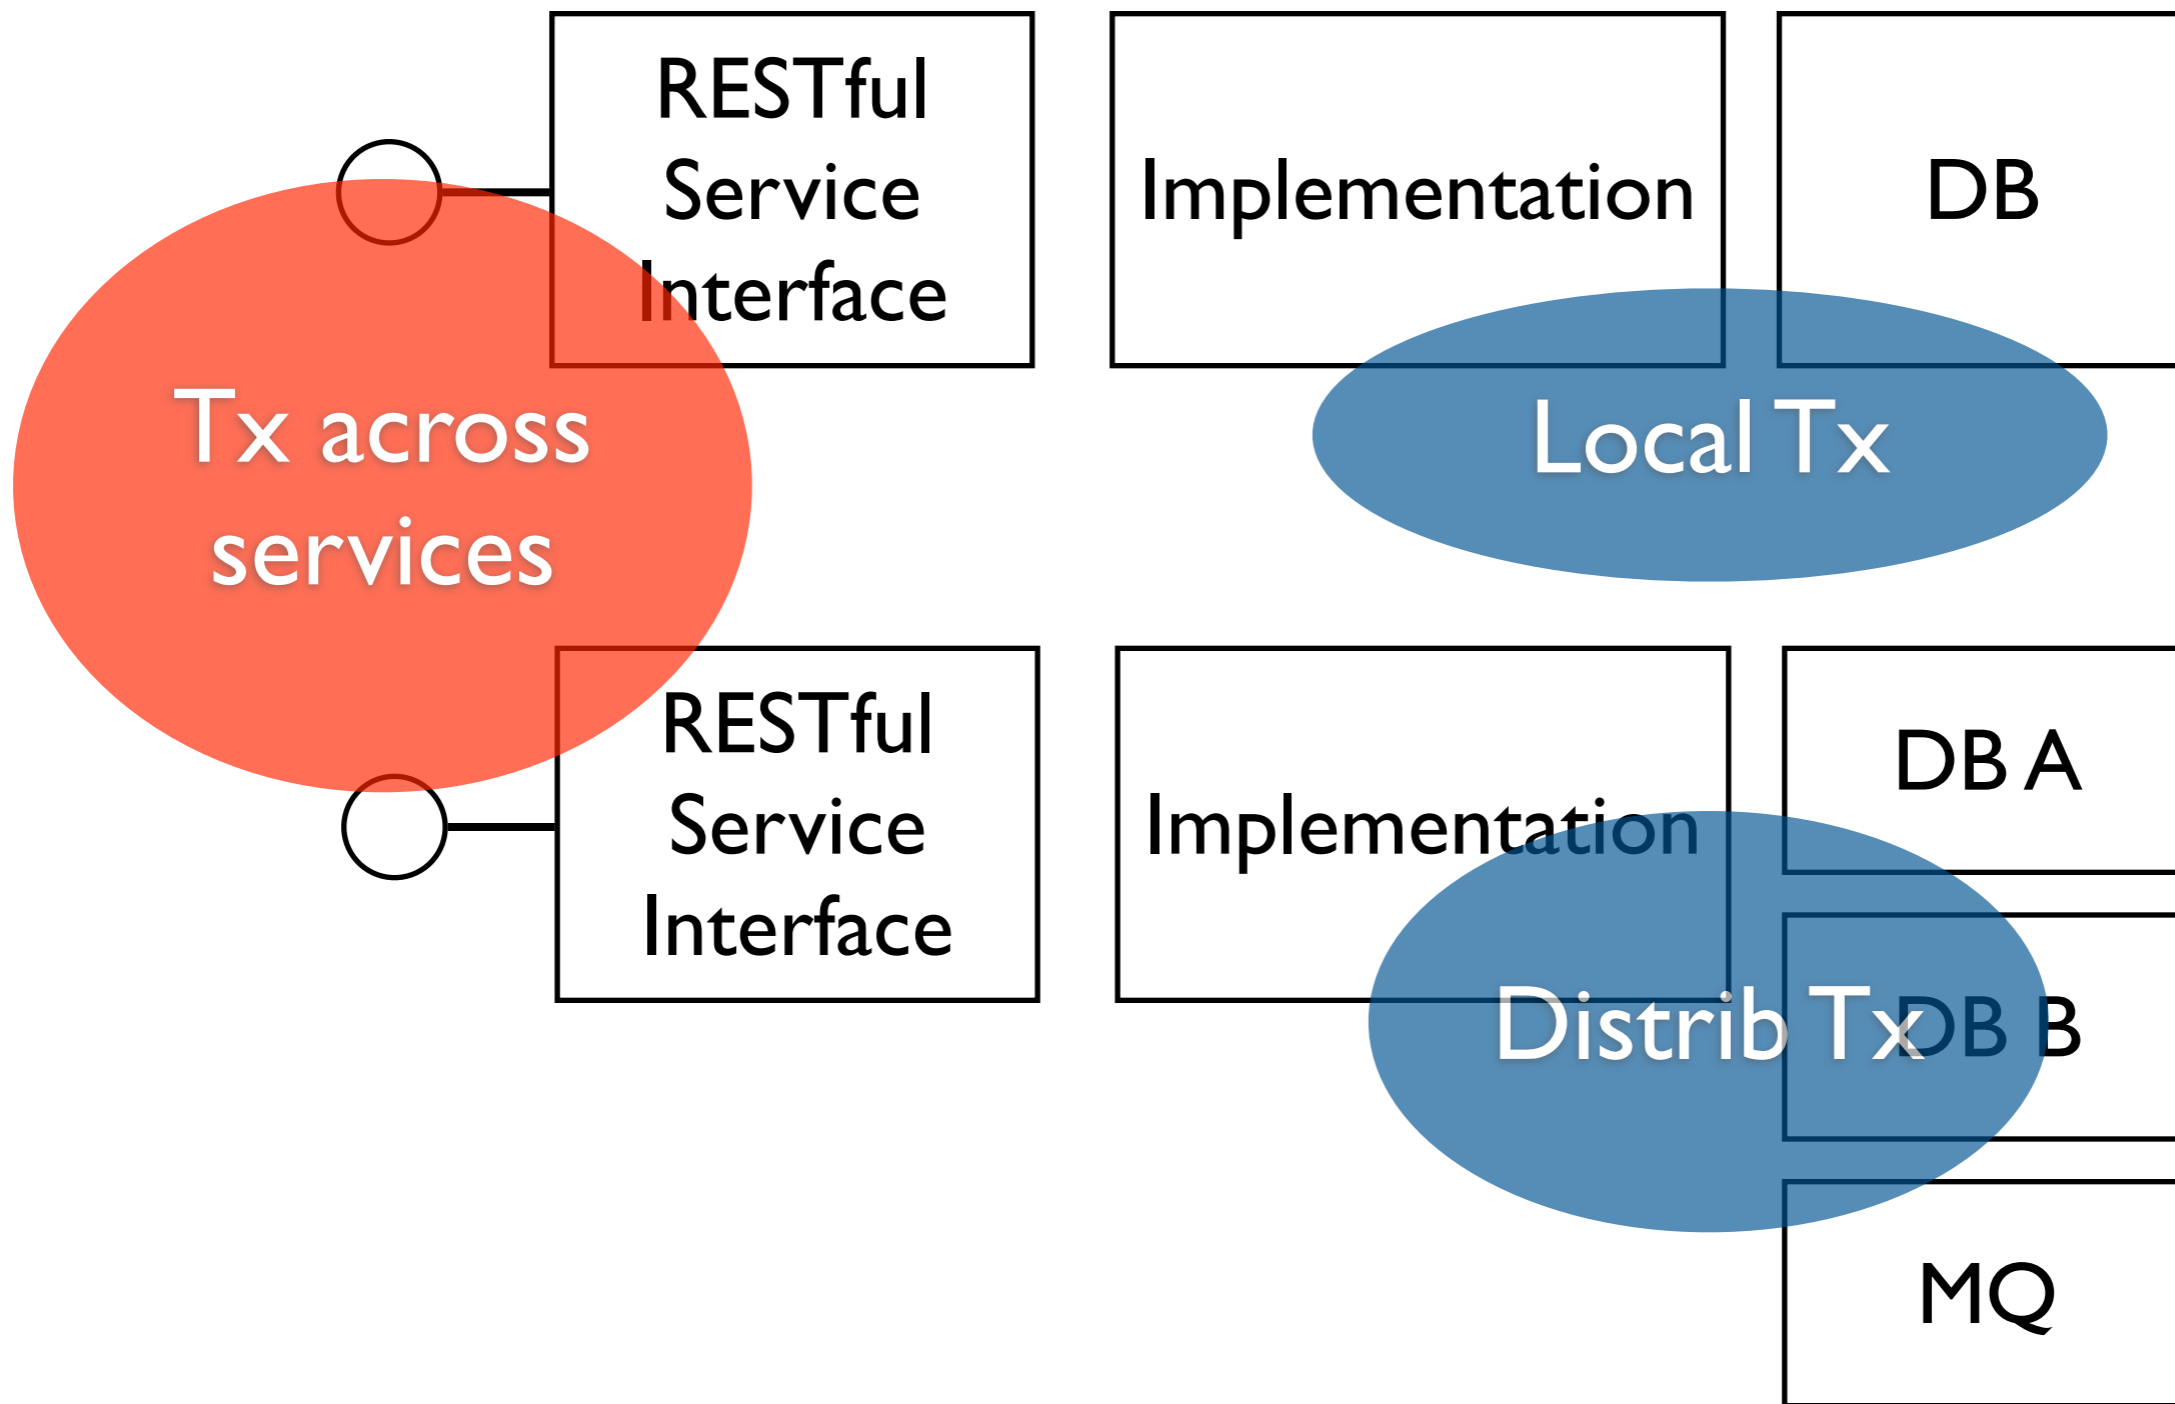 RESTful
Service
Interface
Implementation
DB
Tx across
services
Local Tx
RESTful
Service
Interface
Implementation
DB A
Distrib Tx
DB B
MQ